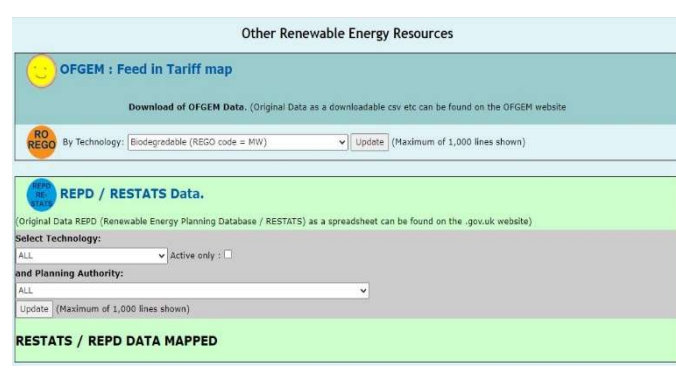 Other Renewable Energy Resources
OFGEM : Feed in Tariff map
Download of OFGEM Data. (Original Data as a downloadable csv etc can be found on the OFGEM website
RO
REGO
By Technology: Biodegradable (REGO code = MW) Update (Maximum of 1,000 lines shown)
REPD
RE-
STATS
REPD / RESTATS Data.
(Original Data REPD (Renewable Energy Planning Database / RESTATS) as a spreadsheet can be found on the .gov.uk website)
Select Technology:
ALL Active only :
and Planning Authority:
ALL
Update (Maximum of 1,000 lines shown)
RESTATS / REPD DATA MAPPED